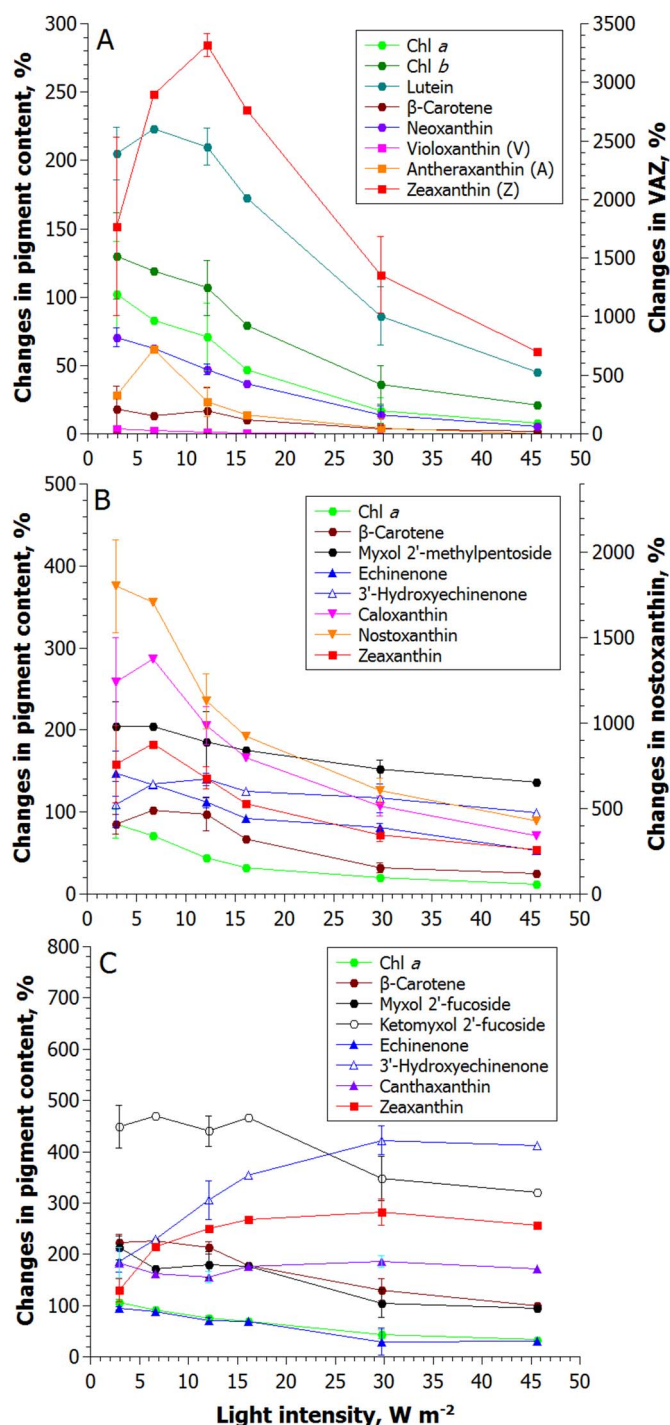 A
Changes in pigment content, %
Changes in VAZ, %
300
250
200
150
100
50
0
3500
3000
2500
2000
1500
1000
500
0
Chl a
Chl b
Lutein
β-Carotene
Neoxanthin
Violoxanthin (V)
Antheraxanthin (A)
Zeaxanthin (Z)
0 5 10 15 20 25 30 35 40 45 50
B
Changes in pigment content, %
Changes in nostoxanthin, %
500
400
300
200
100
0
2000
1500
1000
500
0
Chl a
β-Carotene
Myxol 2'-methylpentoside
Echinenone
3'-Hydroxyechinenone
Caloxanthin
Nostoxanthin
Zeaxanthin
0 5 10 15 20 25 30 35 40 45 50
C
Changes in pigment content, %
800
700
600
500
400
300
200
100
0
Chl a
β-Carotene
Myxol 2'-fucoside
Ketomyxol 2'-fucoside
Echinenone
3'-Hydroxyechinenone
Canthaxanthin
Zeaxanthin
0 5 10 15 20 25 30 35 40 45 50
Light intensity, W m⁻²